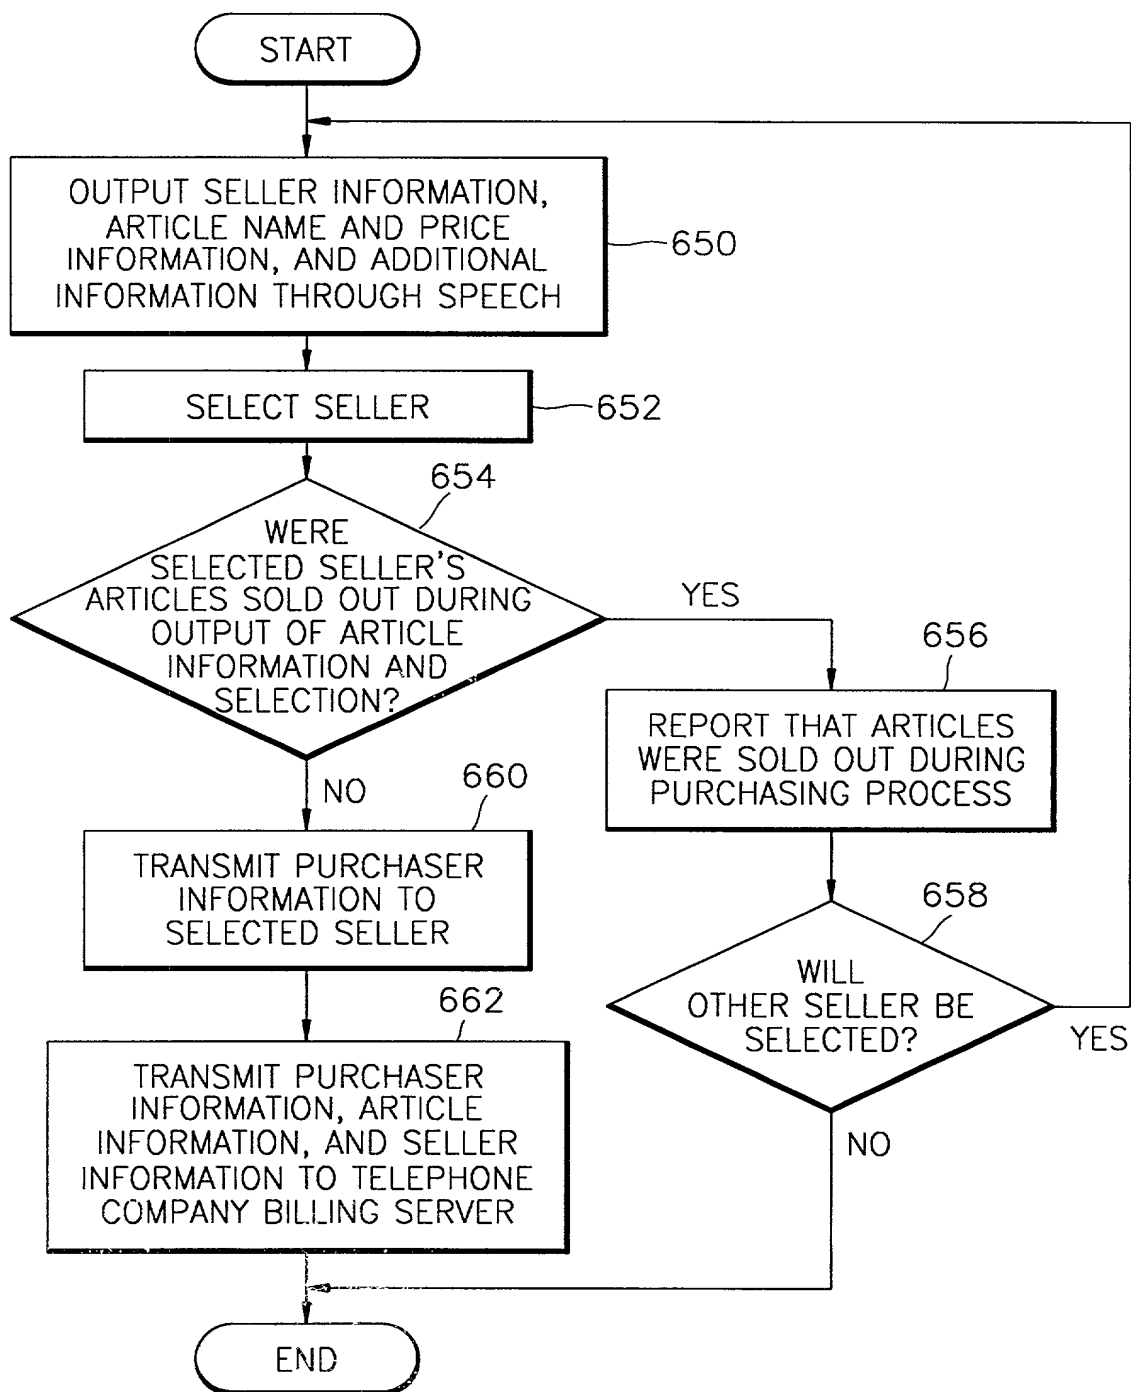 START
OUTPUT SELLER INFORMATION,
ARTICLE NAME AND PRICE
INFORMATION, AND ADDITIONAL
INFORMATION THROUGH SPEECH
650
SELECT SELLER
652
654
WERE
SELECTED SELLER'S
ARTICLES SOLD OUT DURING
OUTPUT OF ARTICLE
INFORMATION AND
SELECTION?
YES
656
REPORT THAT ARTICLES
WERE SOLD OUT DURING
PURCHASING PROCESS
NO
660
TRANSMIT PURCHASER
INFORMATION TO
SELECTED SELLER
658
WILL
OTHER SELLER BE
SELECTED?
YES
NO
662
TRANSMIT PURCHASER
INFORMATION, ARTICLE
INFORMATION, AND SELLER
INFORMATION TO TELEPHONE
COMPANY BILLING SERVER
END